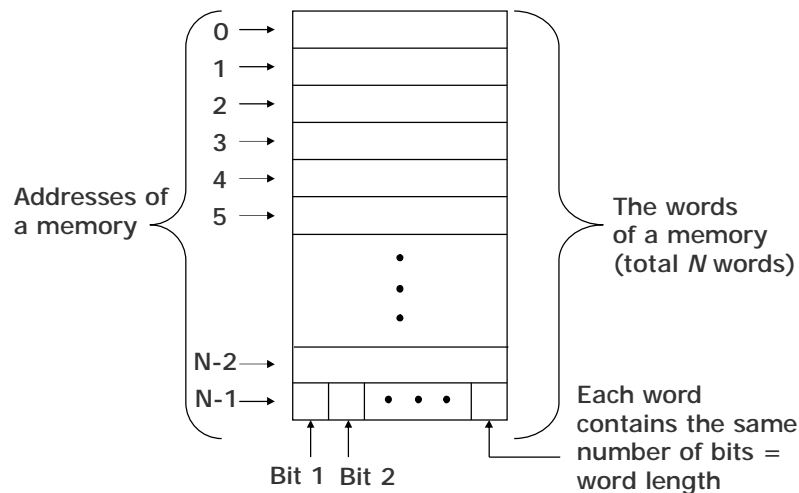 0
1
2
3
4
5
Addresses of
a memory
The words
of a memory
(total N words)
N-2
N-1
Bit 1
Bit 2
Each word
contains the same
number of bits =
word length